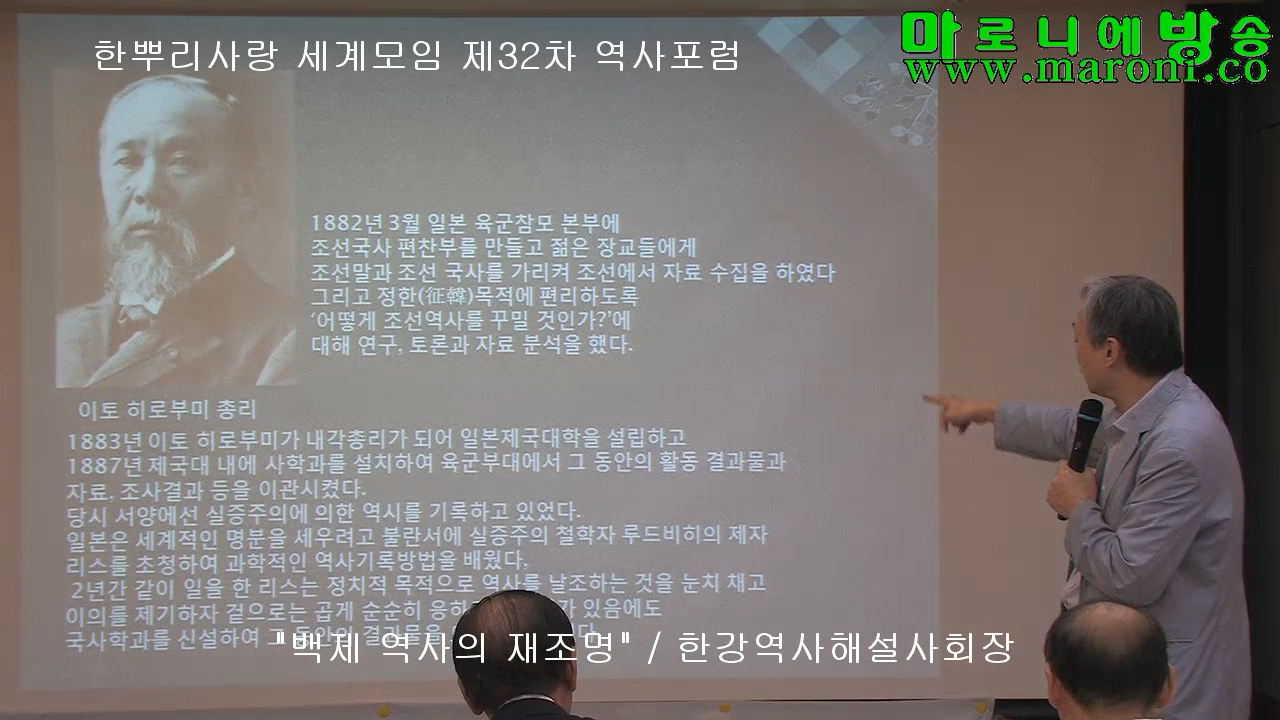 한뿌리사랑 세계모임 제32차 역사포럼
마로니에방송
www.maroni.co
1882년 3월 일본 육군참모 본부에
조선국사 편찬부를 만들고 젊은 장교들에게
조선말과 조선 국사를 가리켜 조선에서 자료 수집을 하였다
그리고 정한(征韓)목적에 편리하도록
‘어떻게 조선역사를 꾸밀 것인가?’에
대해 연구, 토론과 자료 분석을 했다.
이토 히로부미 총리
1883년 이토 히로부미가 내각총리가 되어 일본제국대학을 설립하고
1887년 제국대 내에 사학과를 설치하여 육군부대에서 그 동안의 활동 결과물과
자료, 조사결과 등을 이관시켰다.
당시 서양에선 실증주의에 의한 역시를 기록하고 있었다.
일본은 세계적인 명분을 세우려고 불란서에 실증주의 철학자 루드비히의 제자
리스를 초청하여 과학적인 역사기록방법을 배웠다.
2년간 같이 일을 한 리스는 정치적 목적으로 역사를 날조하는 것을 눈치 채고
이의를 제기하자 겉으로는 곱게 순순히 응하 가 있음에도
국사학과를 신설하여 그 동안의 결과물을
"백제 역사의 재조명" / 한강역사해설사회장